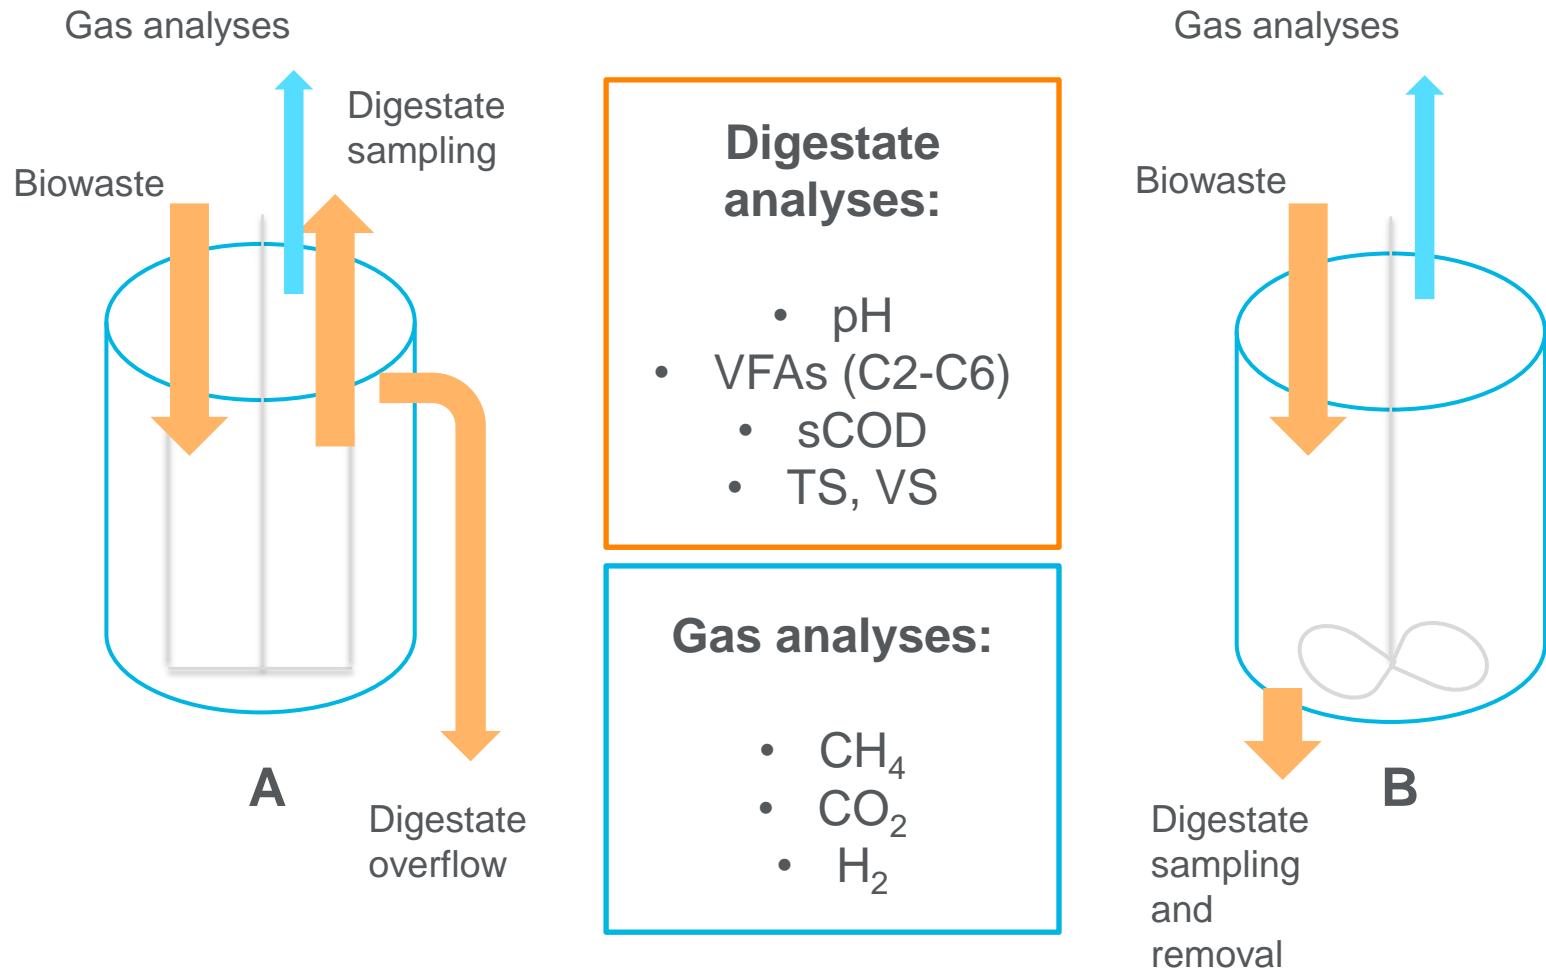 Gas analyses
Digestate
sampling
Biowaste
A
Digestate
overflow
Digestate
analyses:
• pH
• VFAs (C2-C6)
• sCOD
• TS, VS
Gas analyses:
• CH₄
• CO₂
• H₂
Gas analyses
Biowaste
B
Digestate
sampling
and
removal